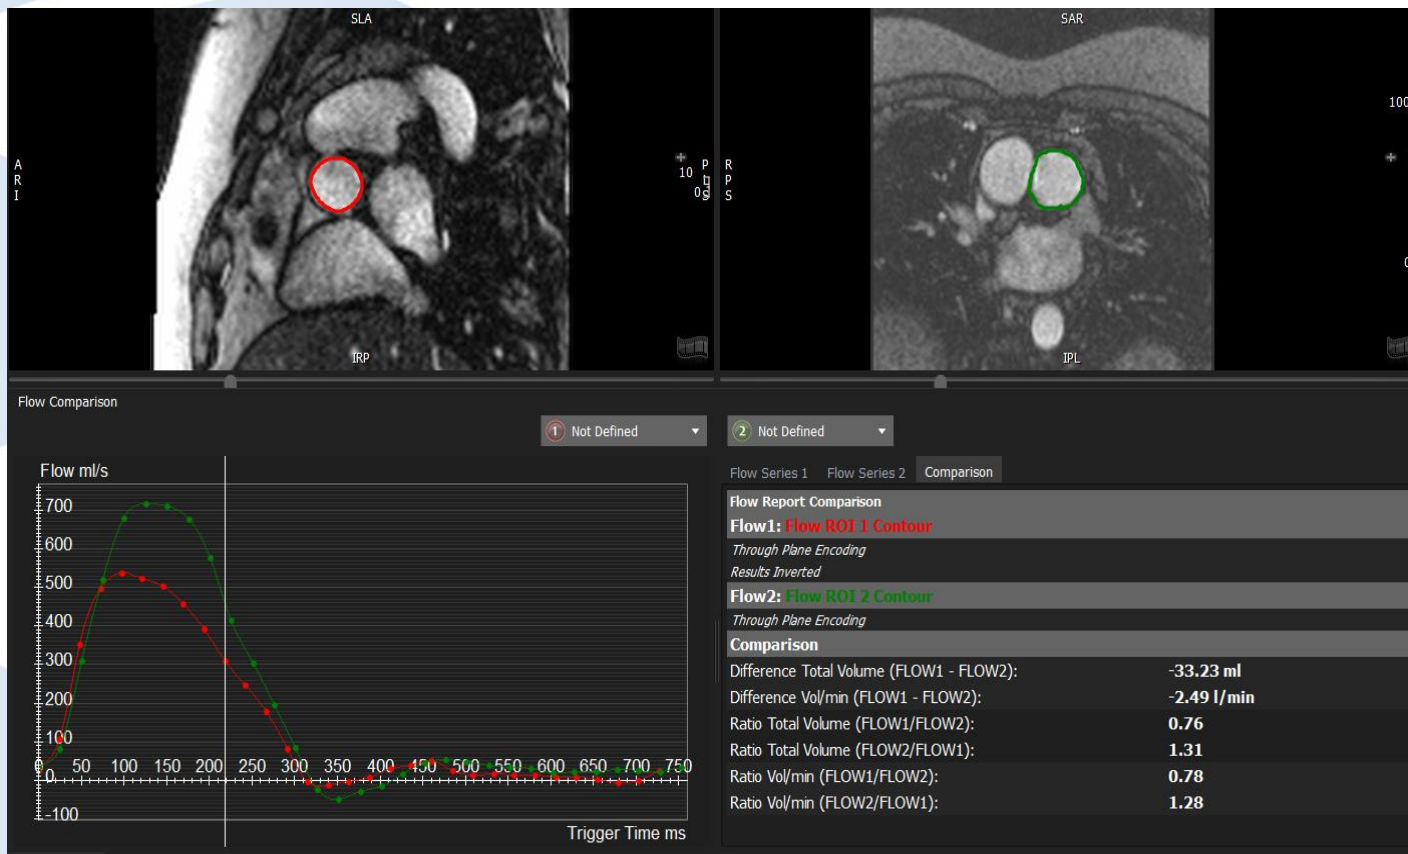 SLA
SAR
100
A
R
I
10
P
R
P
S
0
IRP
IPL
Flow Comparison
1 Not Defined
2 Not Defined
Flow ml/s
700
600
500
400
300
200
100
0
-100
0 50 100 150 200 250 300 350 400 450 500 550 600 650 700 750
Trigger Time ms
Flow Series 1 Flow Series 2 Comparison
Flow Report Comparison
Flow1: Flow ROI 1 Contour
Through Plane Encoding
Results Inverted
Flow2: Flow ROI 2 Contour
Through Plane Encoding
Comparison
Difference Total Volume (FLOW1 - FLOW2): -33.23 ml
Difference Vol/min (FLOW1 - FLOW2): -2.49 l/min
Ratio Total Volume (FLOW1/FLOW2): 0.76
Ratio Total Volume (FLOW2/FLOW1): 1.31
Ratio Vol/min (FLOW1/FLOW2): 0.78
Ratio Vol/min (FLOW2/FLOW1): 1.28